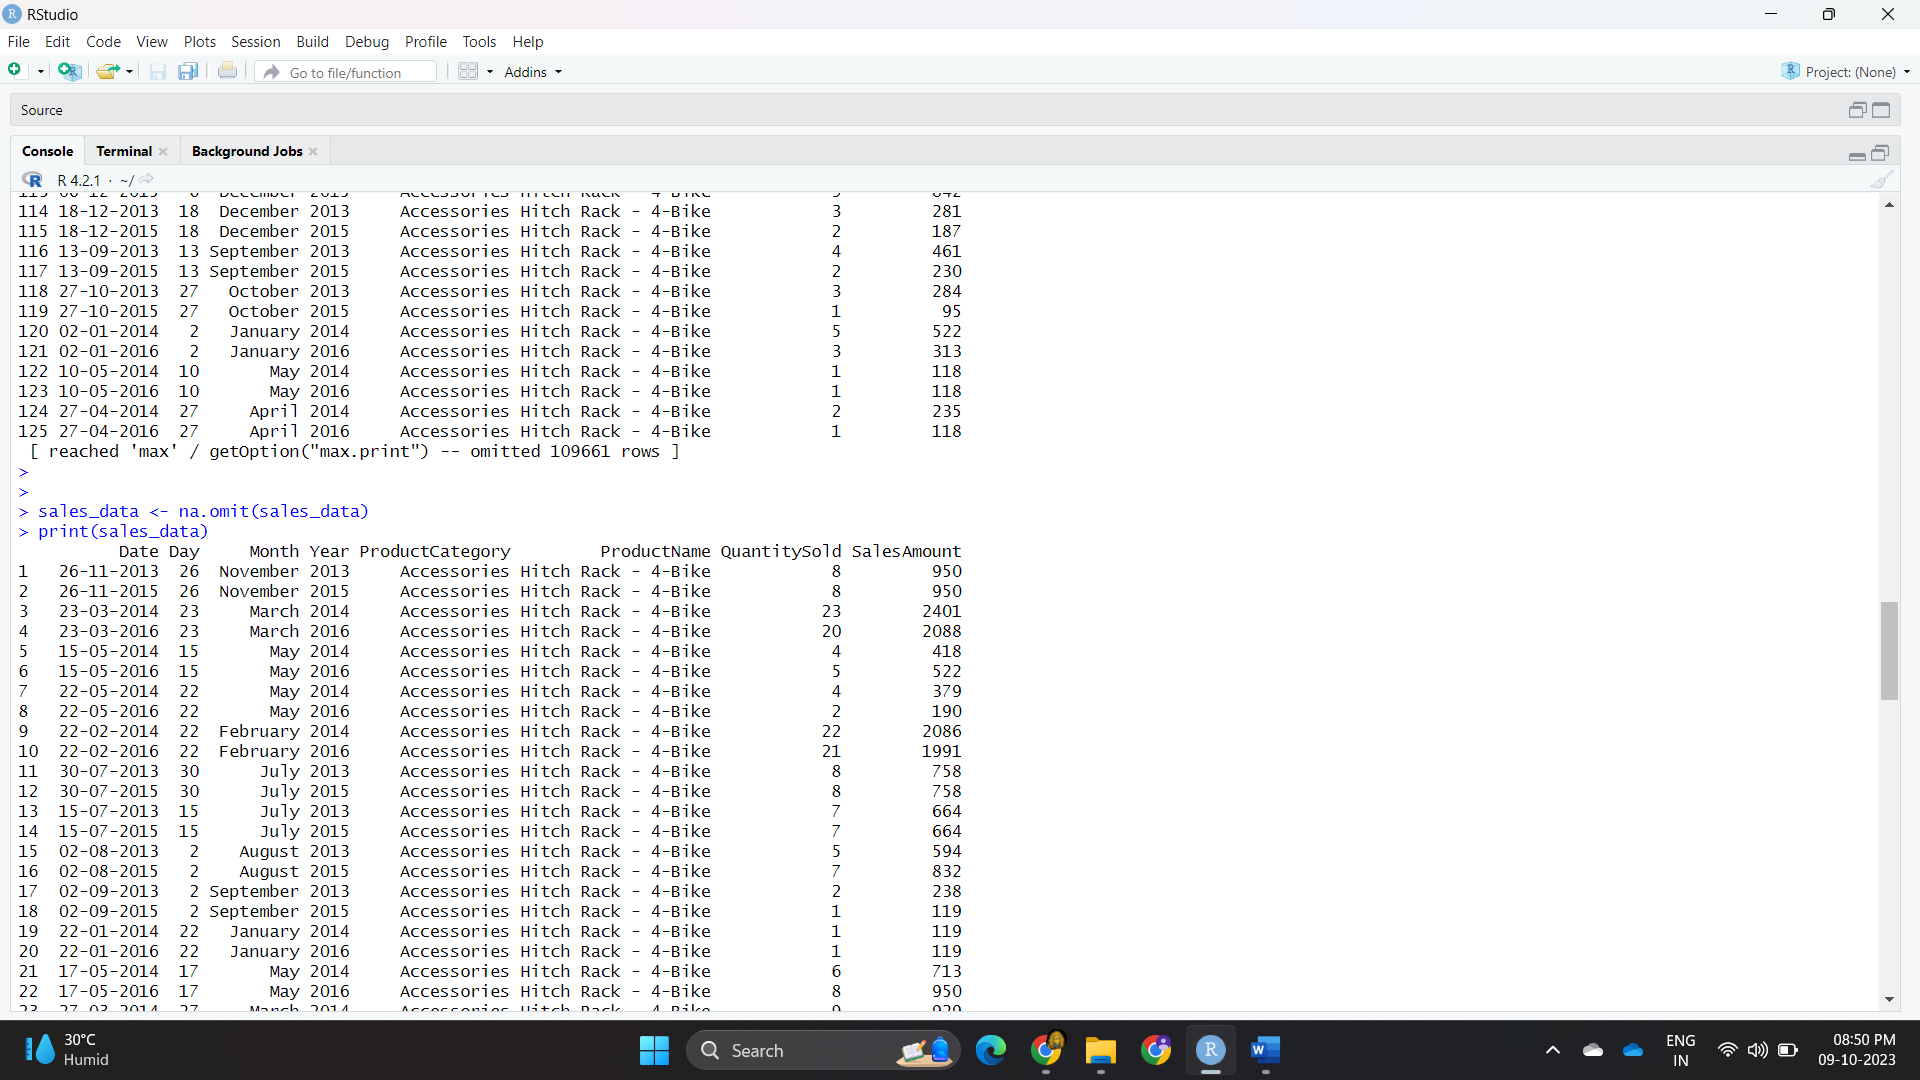 RStudio
File Edit Code View Plots Session Build Debug Profile Tools Help
Go to file/function Addins Project: (None)
Source
Console Terminal Background Jobs
R 4.2.1 · ~/
114 18-12-2013 18 December 2013 Accessories Hitch Rack - 4-Bike 3 281
115 18-12-2015 18 December 2015 Accessories Hitch Rack - 4-Bike 2 187
116 13-09-2013 13 September 2013 Accessories Hitch Rack - 4-Bike 4 461
117 13-09-2015 13 September 2015 Accessories Hitch Rack - 4-Bike 2 230
118 27-10-2013 27 October 2013 Accessories Hitch Rack - 4-Bike 3 284
119 27-10-2015 27 October 2015 Accessories Hitch Rack - 4-Bike 1 95
120 02-01-2014 2 January 2014 Accessories Hitch Rack - 4-Bike 5 522
121 02-01-2016 2 January 2016 Accessories Hitch Rack - 4-Bike 3 313
122 10-05-2014 10 May 2014 Accessories Hitch Rack - 4-Bike 1 118
123 10-05-2016 10 May 2016 Accessories Hitch Rack - 4-Bike 1 118
124 27-04-2014 27 April 2014 Accessories Hitch Rack - 4-Bike 2 235
125 27-04-2016 27 April 2016 Accessories Hitch Rack - 4-Bike 1 118
[ reached 'max' / getOption("max.print") -- omitted 109661 rows ]
>
>
> sales_data <- na.omit(sales_data)
> print(sales_data)
Date Day Month Year ProductCategory ProductName QuantitySold SalesAmount
1 26-11-2013 26 November 2013 Accessories Hitch Rack - 4-Bike 8 950
2 26-11-2015 26 November 2015 Accessories Hitch Rack - 4-Bike 8 950
3 23-03-2014 23 March 2014 Accessories Hitch Rack - 4-Bike 23 2401
4 23-03-2016 23 March 2016 Accessories Hitch Rack - 4-Bike 20 2088
5 15-05-2014 15 May 2014 Accessories Hitch Rack - 4-Bike 4 418
6 15-05-2016 15 May 2016 Accessories Hitch Rack - 4-Bike 5 522
7 22-05-2014 22 May 2014 Accessories Hitch Rack - 4-Bike 4 379
8 22-05-2016 22 May 2016 Accessories Hitch Rack - 4-Bike 2 190
9 22-02-2014 22 February 2014 Accessories Hitch Rack - 4-Bike 22 2086
10 22-02-2016 22 February 2016 Accessories Hitch Rack - 4-Bike 21 1991
11 30-07-2013 30 July 2013 Accessories Hitch Rack - 4-Bike 8 758
12 30-07-2015 30 July 2015 Accessories Hitch Rack - 4-Bike 8 758
13 15-07-2013 15 July 2013 Accessories Hitch Rack - 4-Bike 7 664
14 15-07-2015 15 July 2015 Accessories Hitch Rack - 4-Bike 7 664
15 02-08-2013 2 August 2013 Accessories Hitch Rack - 4-Bike 5 594
16 02-08-2015 2 August 2015 Accessories Hitch Rack - 4-Bike 7 832
17 02-09-2013 2 September 2013 Accessories Hitch Rack - 4-Bike 2 238
18 02-09-2015 2 September 2015 Accessories Hitch Rack - 4-Bike 1 119
19 22-01-2014 22 January 2014 Accessories Hitch Rack - 4-Bike 1 119
20 22-01-2016 22 January 2016 Accessories Hitch Rack - 4-Bike 1 119
21 17-05-2014 17 May 2014 Accessories Hitch Rack - 4-Bike 6 713
22 17-05-2016 17 May 2016 Accessories Hitch Rack - 4-Bike 8 950
30°C
Humid
Search
ENG
IN
08:50 PM
09-10-2023